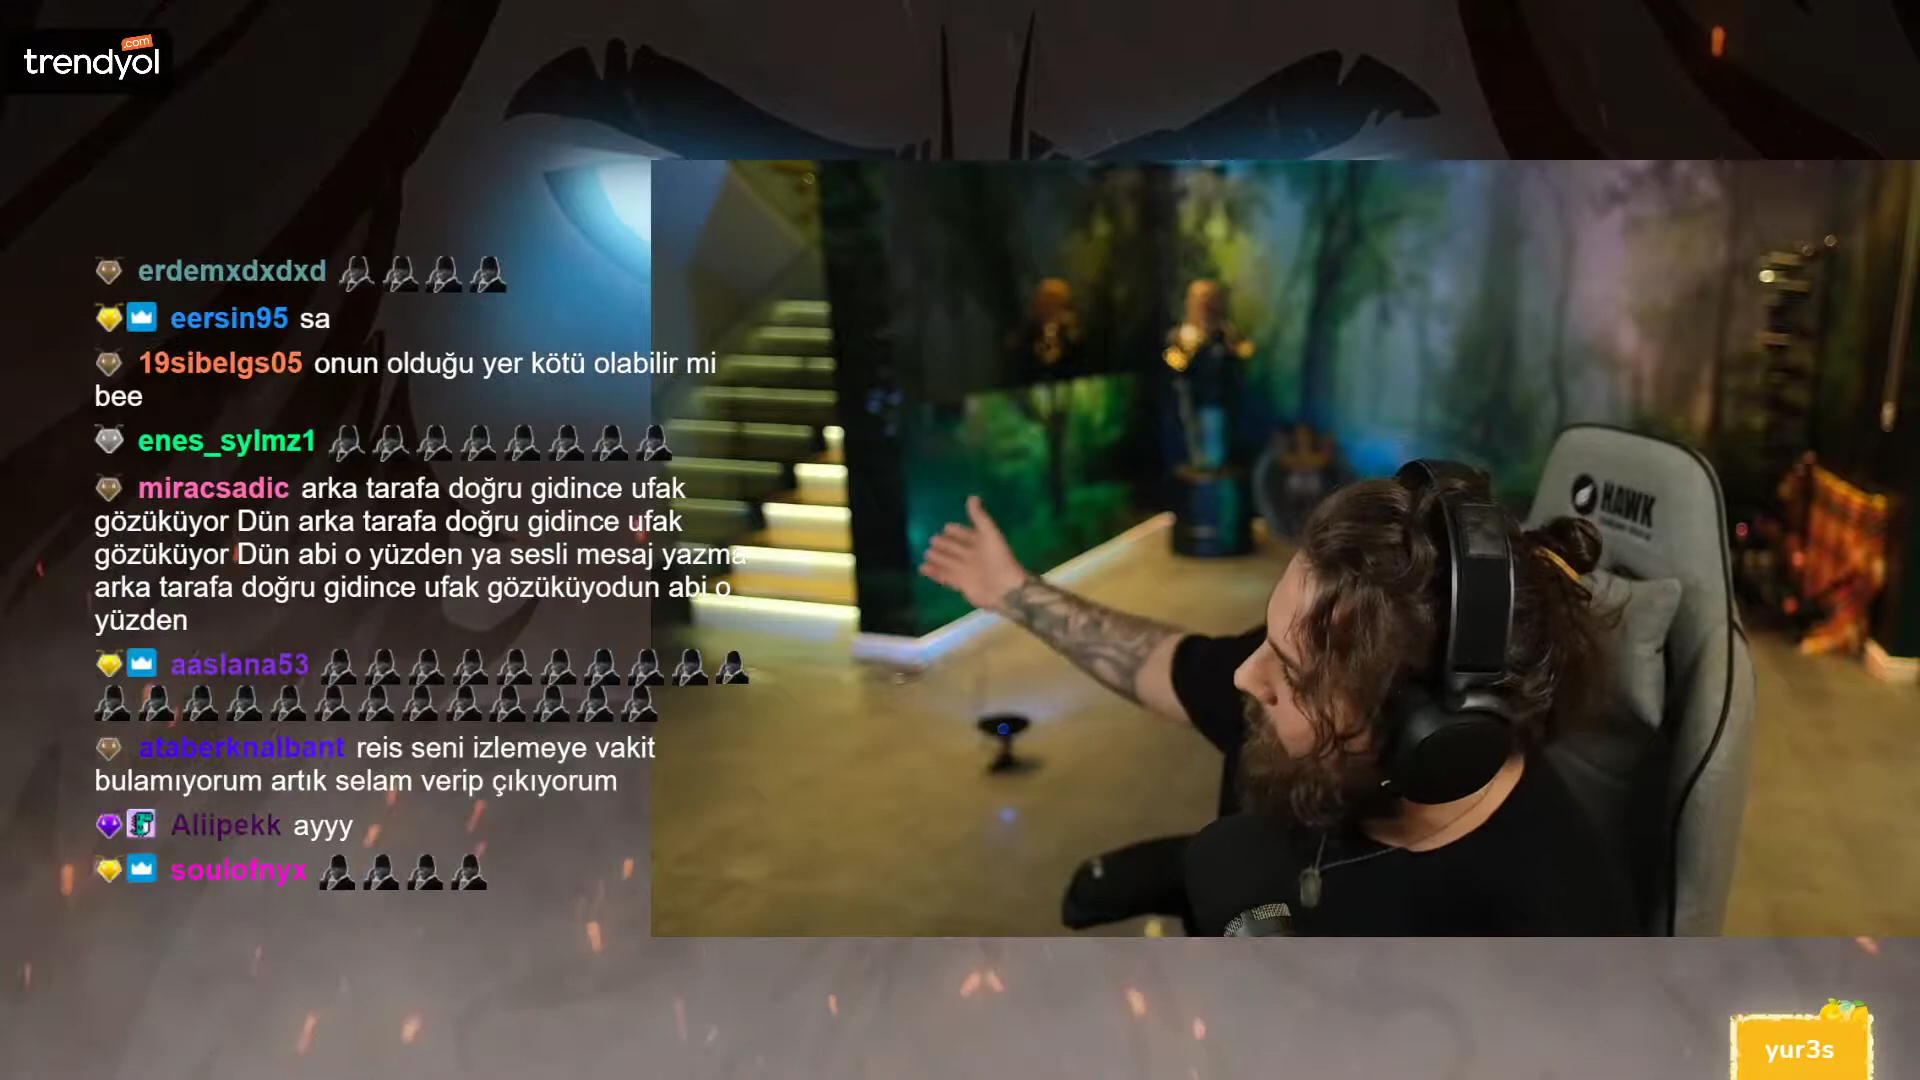 trendyol
.com
erdemxdxdxd
eersin95 sa
19sibelgs05 onun olduğu yer kötü olabilir mi
bee
enes_sylmz1
miracsadic arka tarafa doğru gidince ufak
gözüküyor Dün arka tarafa doğru gidince ufak
gözüküyor Dün abi o yüzden ya sesli mesaj yazma
arka tarafa doğru gidince ufak gözüküyodun abi o
yüzden
aaslana53
ataberknalbant reis seni izlemeye vakit
bulamıyorum artık selam verip çıkıyorum
Aliipekk ayyy
soulofnyx
HAWK
yur3s